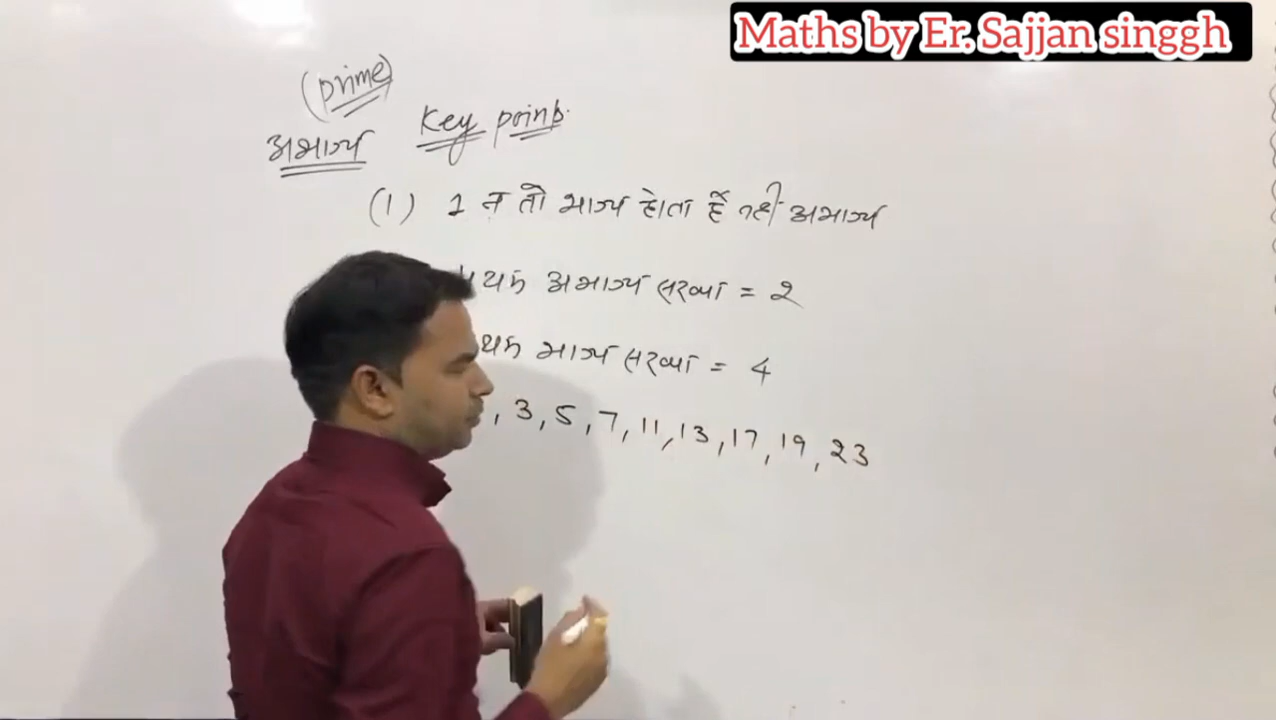 Maths by Er. Sajjan singgh
(prime)
अभाज्य Key points.
(1) 1 न तो भाज्य होता हैं नही अभाज्य
अभाज्य संख्या = 2
भाज्य संख्या = 4
, 3, 5, 7, 11, 13, 17, 19, 23